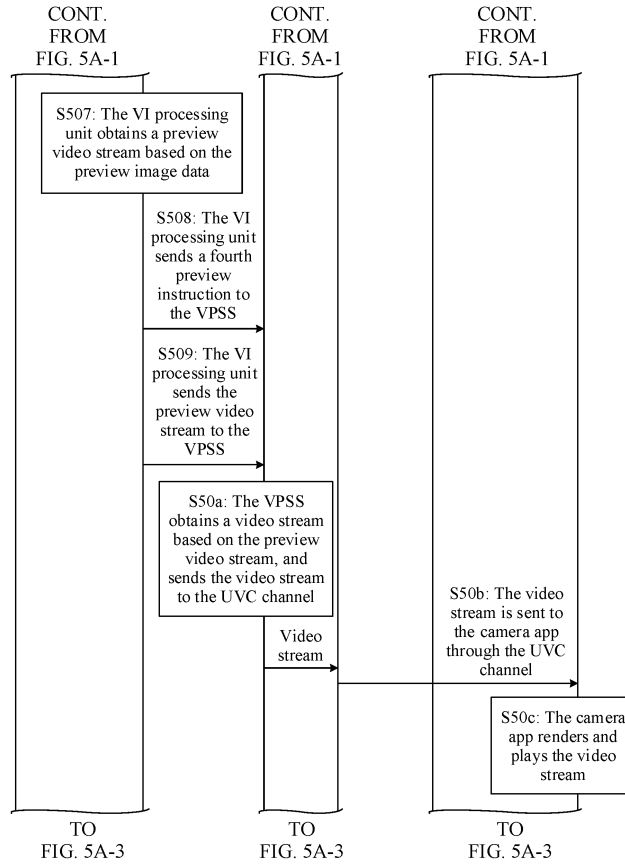 CONT.
FROM
FIG. 5A-1
CONT.
FROM
FIG. 5A-1
CONT.
FROM
FIG. 5A-1
S507: The VI processing
unit obtains a preview
video stream based on the
preview image data
S508: The VI
processing unit
sends a fourth
preview
instruction to
the VPSS
S509: The VI
processing unit
sends the
preview video
stream to the
VPSS
S50a: The VPSS
obtains a video stream
based on the preview
video stream, and
sends the video stream
to the UVC channel
Video
stream
S50b: The video
stream is sent to
the camera app
through the UVC
channel
S50c: The camera
app renders and
plays the video
stream
TO
FIG. 5A-3
TO
FIG. 5A-3
TO
FIG. 5A-3